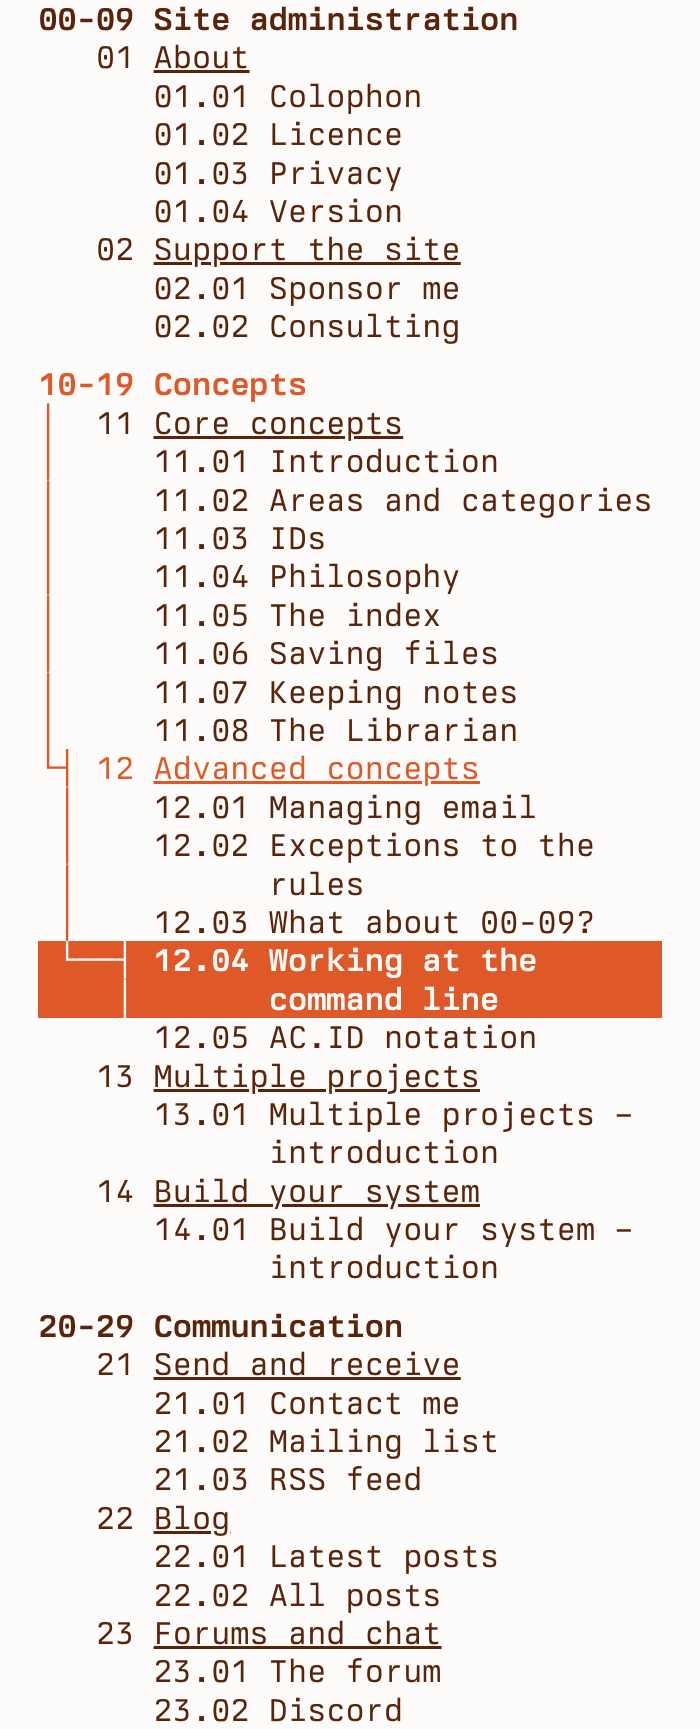 00-09 Site administration
01 About
01.01 Colophon
01.02 Licence
01.03 Privacy
01.04 Version
02 Support the site
02.01 Sponsor me
02.02 Consulting
10-19 Concepts
11 Core concepts
11.01 Introduction
11.02 Areas and categories
11.03 IDs
11.04 Philosophy
11.05 The index
11.06 Saving files
11.07 Keeping notes
11.08 The Librarian
12 Advanced concepts
12.01 Managing email
12.02 Exceptions to the
rules
12.03 What about 00-09?
12.04 Working at the
command line
12.05 AC.ID notation
13 Multiple projects
13.01 Multiple projects –
introduction
14 Build your system
14.01 Build your system –
introduction
20-29 Communication
21 Send and receive
21.01 Contact me
21.02 Mailing list
21.03 RSS feed
22 Blog
22.01 Latest posts
22.02 All posts
23 Forums and chat
23.01 The forum
23.02 Discord